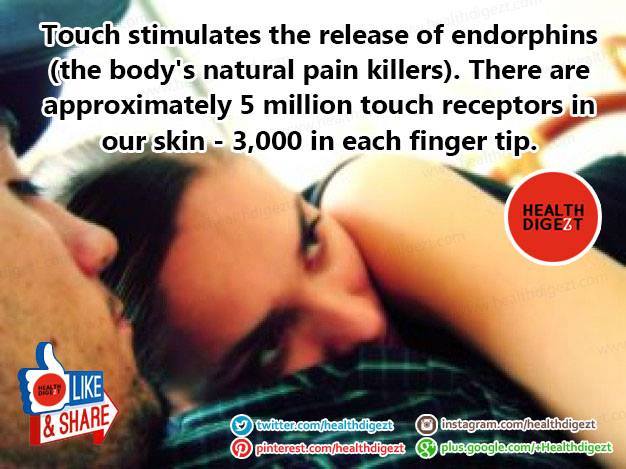 Touch stimulates the release of endorphins
(the body's natural pain killers). There are
approximately 5 million touch receptors in
our skin - 3,000 in each finger tip.
HEALTH
DIGEZT
HEALTH
DIGEZT
LIKE
& SHARE
twitter.com/healthdigezt
instagram.com/healthdigezt
pinterest.com/healthdigezt
plus.google.com/+Healthdigezt